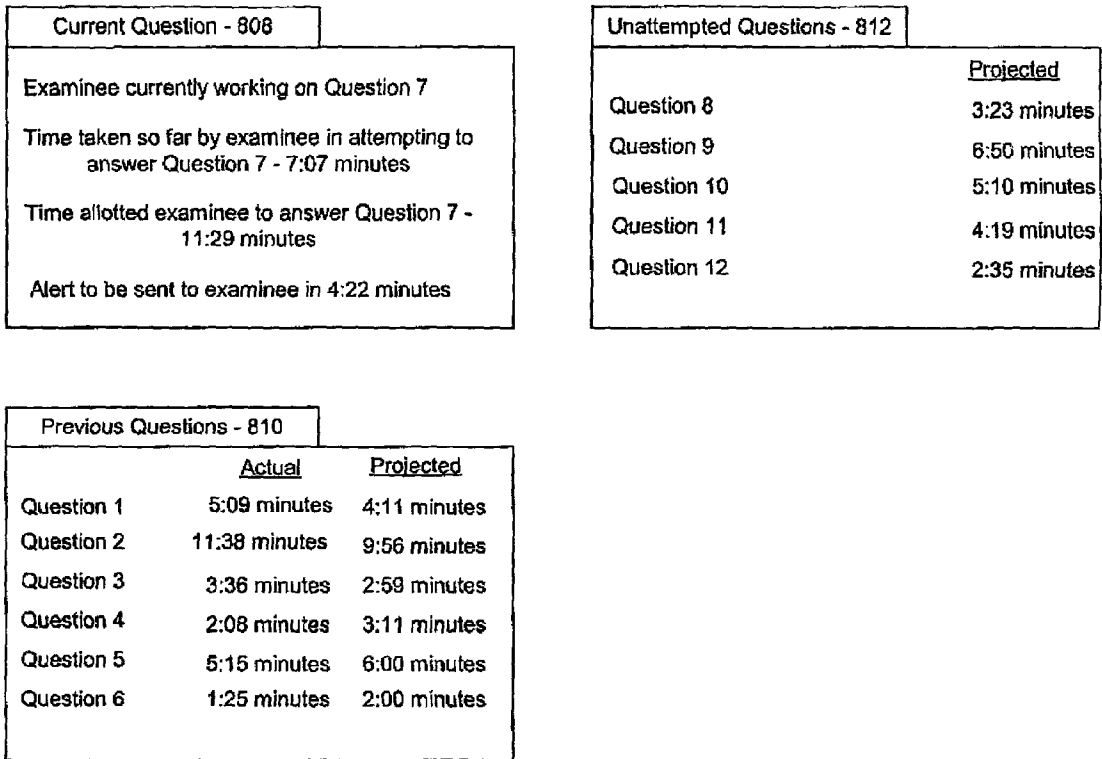 Current Question - 808
Examinee currently working on Question 7
Time taken so far by examinee in attempting to
answer Question 7 - 7:07 minutes
Time allotted examinee to answer Question 7 -
11:29 minutes
Alert to be sent to examinee in 4:22 minutes
Unattempted Questions - 812
Projected
Question 8 3:23 minutes
Question 9 6:50 minutes
Question 10 5:10 minutes
Question 11 4:19 minutes
Question 12 2:35 minutes
Previous Questions - 810
Actual Projected
Question 1 5:09 minutes 4:11 minutes
Question 2 11:38 minutes 9:56 minutes
Question 3 3:36 minutes 2:59 minutes
Question 4 2:08 minutes 3:11 minutes
Question 5 5:15 minutes 6:00 minutes
Question 6 1:25 minutes 2:00 minutes